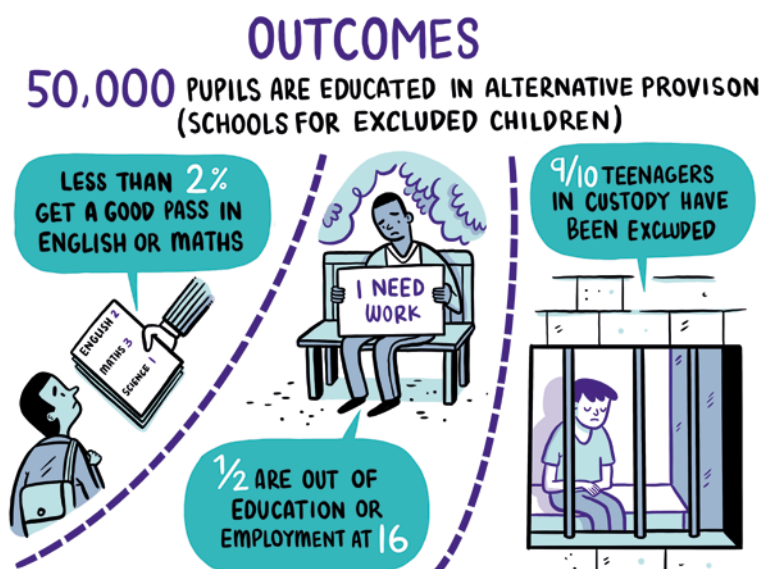 OUTCOMES
50,000 PUPILS ARE EDUCATED IN ALTERNATIVE PROVISON
(SCHOOLS FOR EXCLUDED CHILDREN)
LESS THAN 2%
GET A GOOD PASS IN
ENGLISH OR MATHS
ENGLISH 2
MATHS 3
SCIENCE 1
I NEED
WORK
1/2 ARE OUT OF
EDUCATION OR
EMPLOYMENT AT 16
9/10 TEENAGERS
IN CUSTODY HAVE
BEEN EXCLUDED